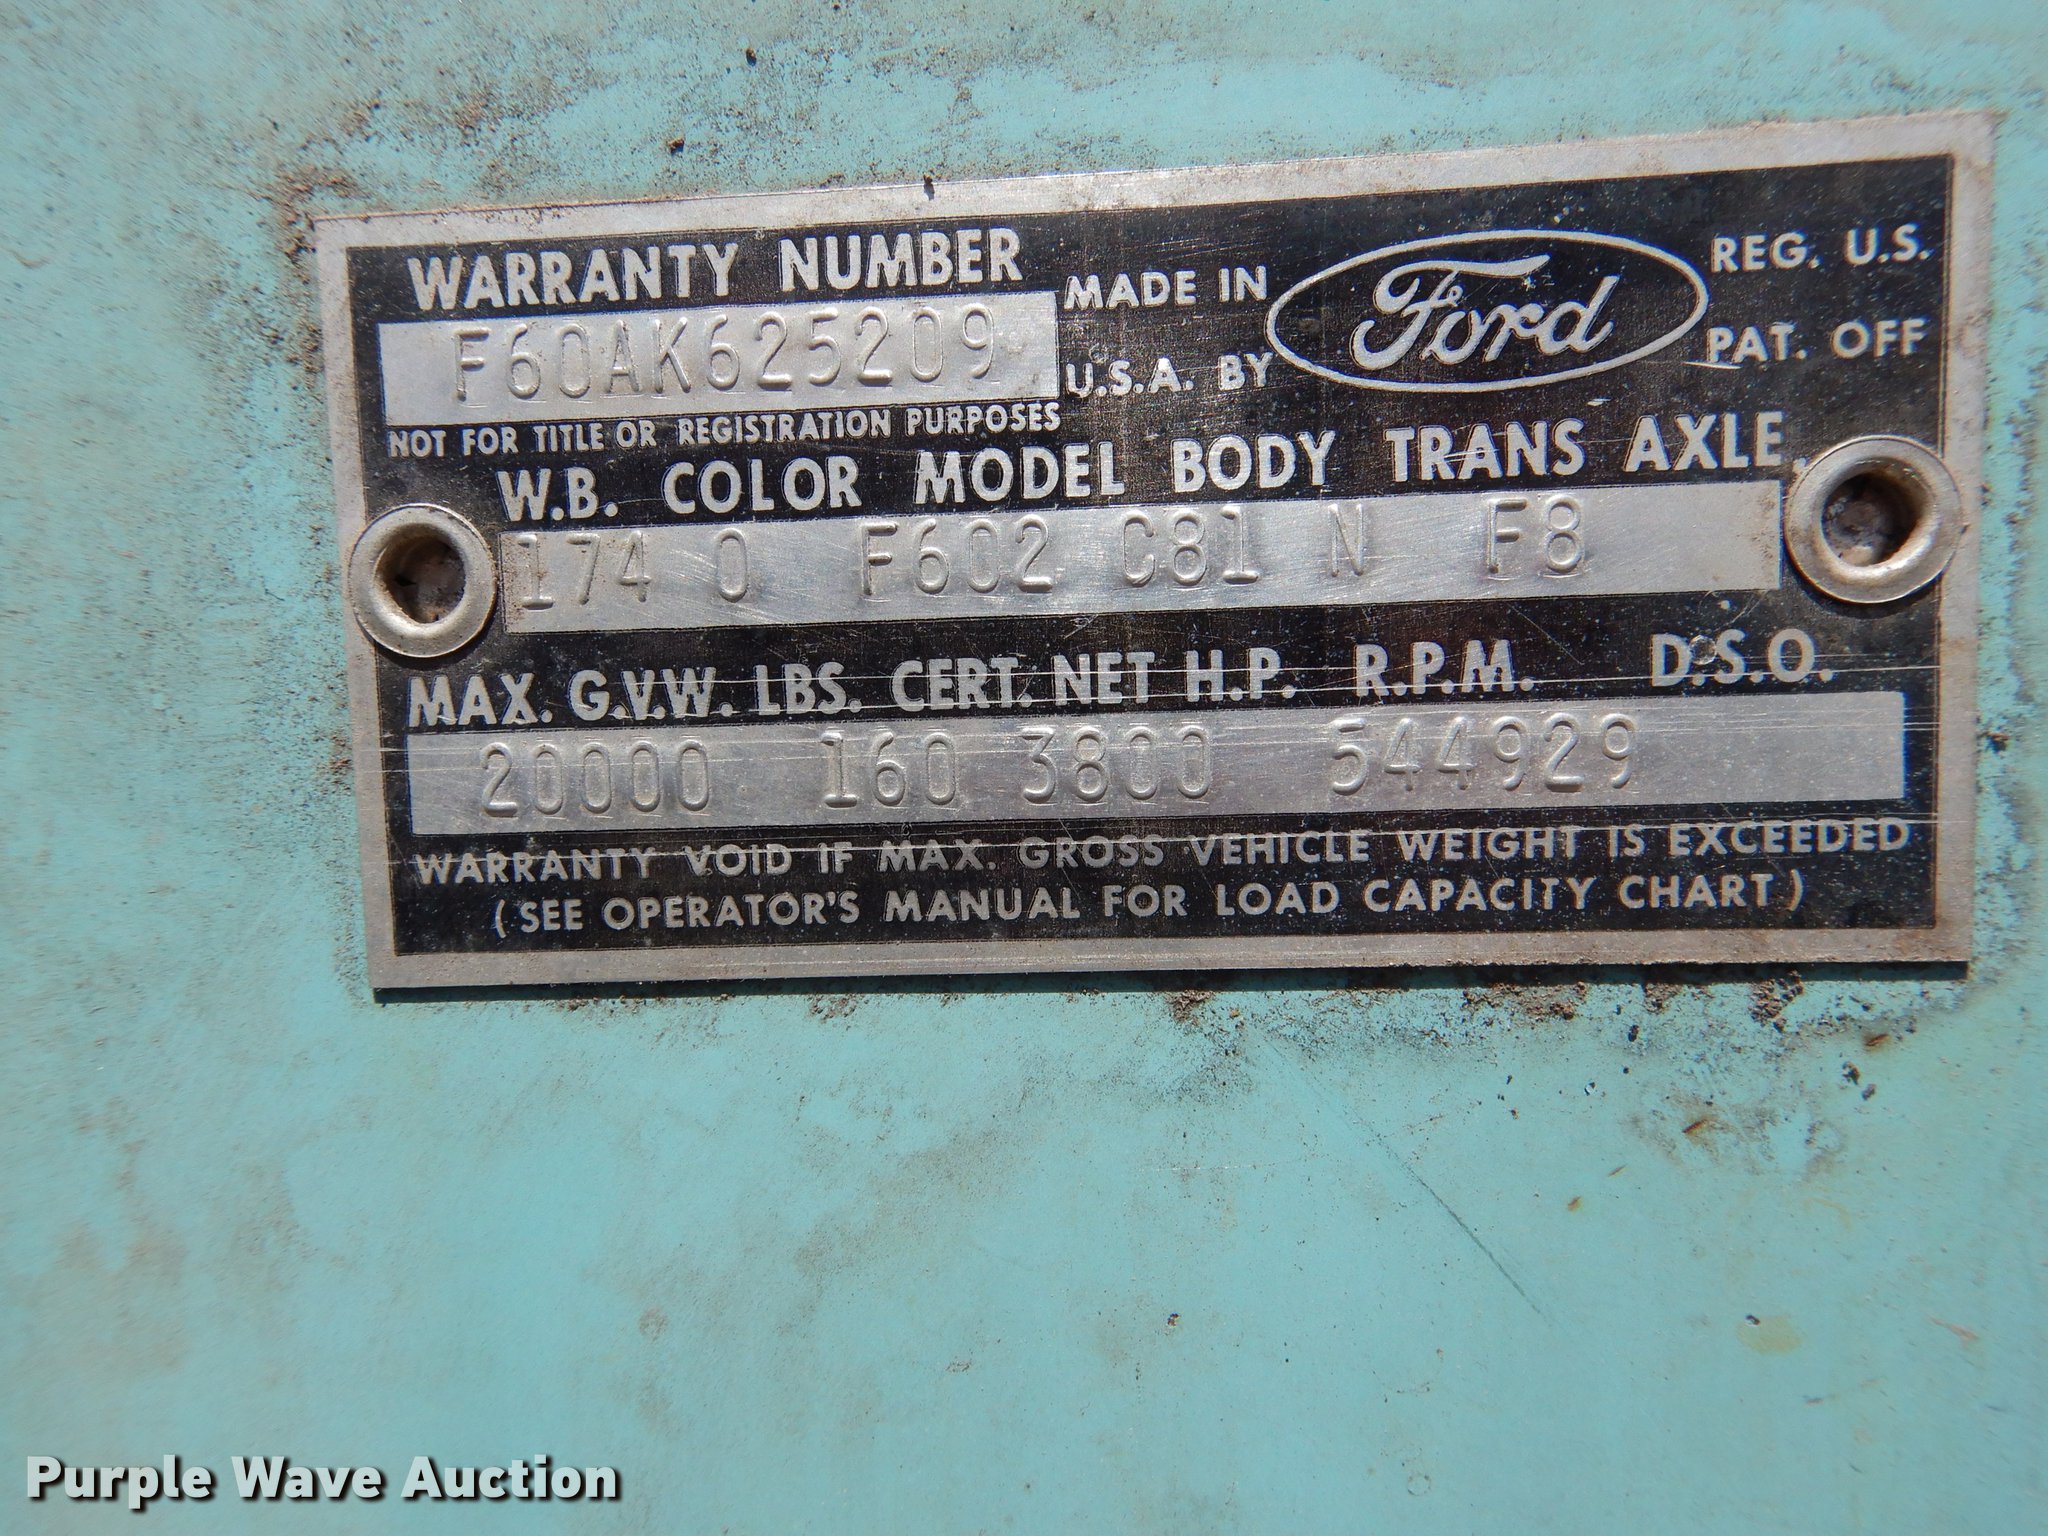 WARRANTY NUMBER
F60AK625209
NOT FOR TITLE OR REGISTRATION PURPOSES
MADE IN
U.S.A. BY
Ford
REG. U.S.
PAT. OFF
W.B. COLOR MODEL BODY TRANS AXLE
174 O F602 C81 N F8
MAX. G.V.W. LBS. CERT. NET H.P. R.P.M. D.S.O.
20000 160 3800 544929
WARRANTY VOID IF MAX. GROSS VEHICLE WEIGHT IS EXCEEDED
(SEE OPERATOR'S MANUAL FOR LOAD CAPACITY CHART)
Purple Wave Auction